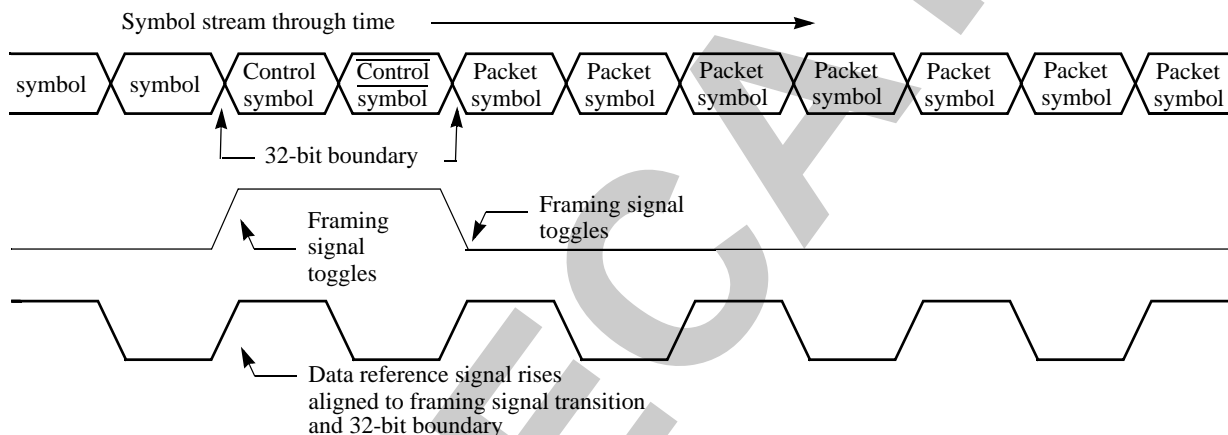 Symbol stream through time
symbol symbol Control symbol Control symbol Packet symbol Packet symbol Packet symbol Packet symbol Packet symbol Packet symbol Packet symbol
32-bit boundary
Framing signal toggles
Framing signal toggles
Data reference signal rises
aligned to framing signal transition
and 32-bit boundary